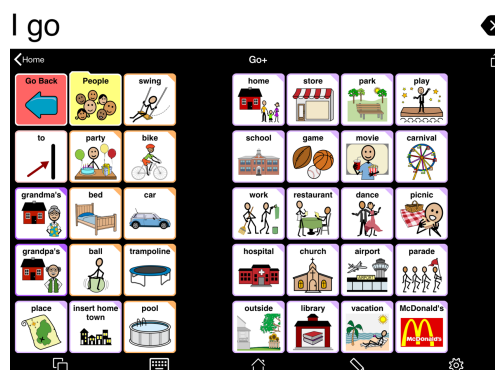 I go
Home
Go+
Go Back
People
swing
home
store
park
play
to
party
bike
school
game
movie
carnival
grandma's
bed
car
work
restaurant
dance
picnic
grandpa's
ball
trampoline
hospital
church
airport
parade
AIRPORT
place
insert home
town
pool
outside
library
vacation
McDonald's
McDonald's